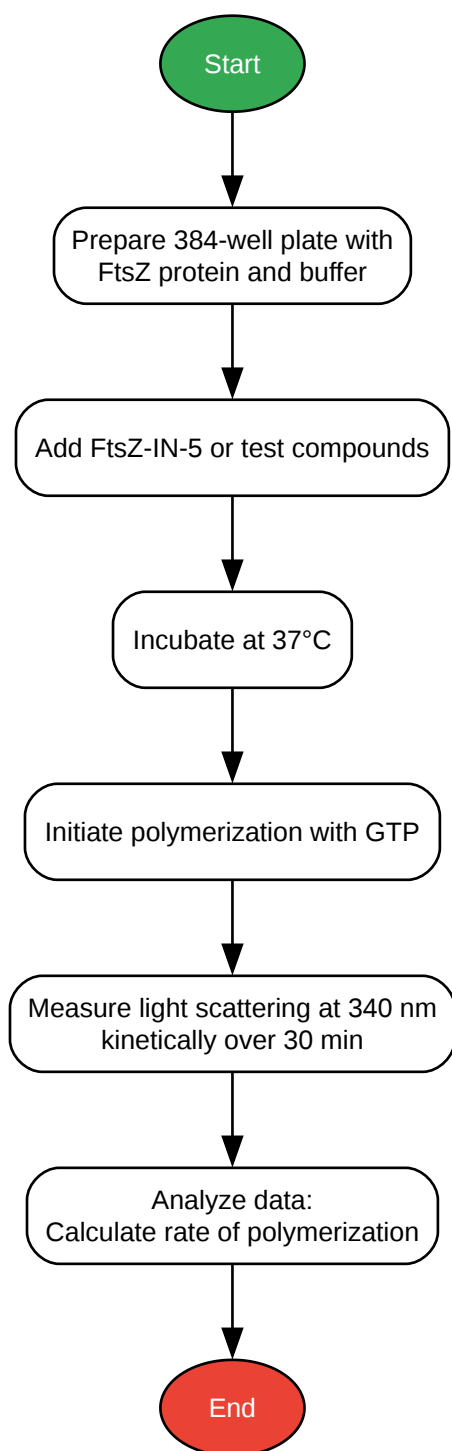 Start
Prepare 384-well plate with
FtsZ protein and buffer
Add FtsZ-IN-5 or test compounds
Incubate at 37°C
Initiate polymerization with GTP
Measure light scattering at 340 nm
kinetically over 30 min
Analyze data:
Calculate rate of polymerization
End